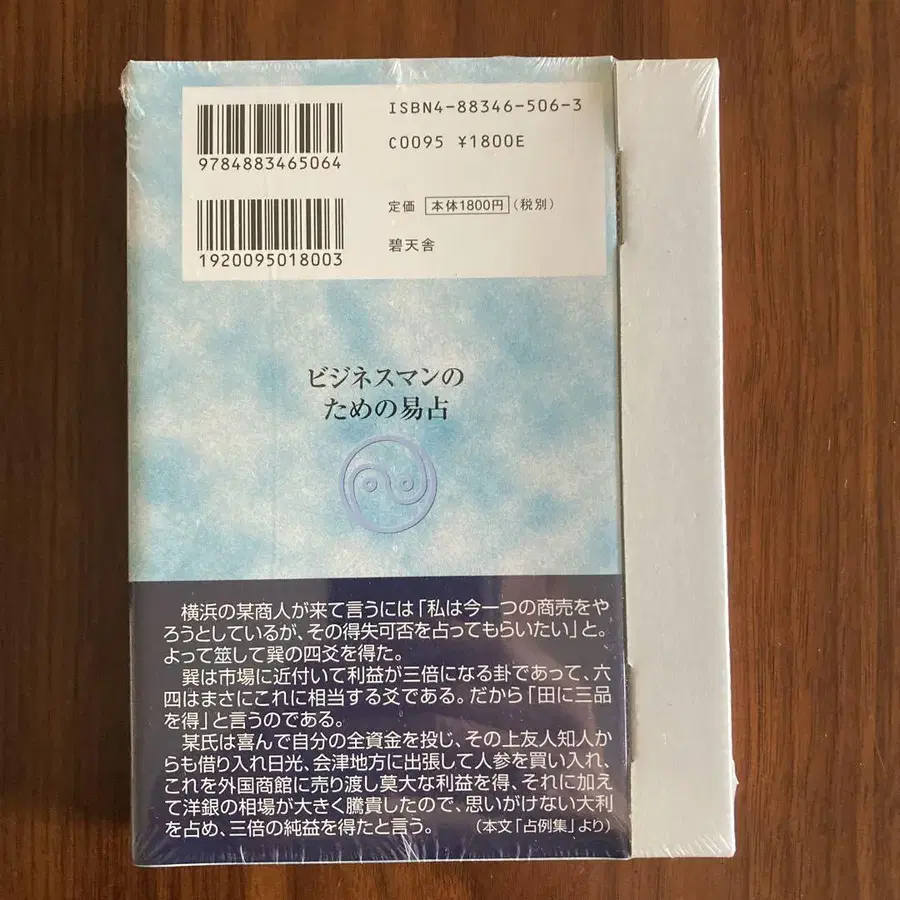 ISBN4-88346-506-3
C0095 ¥1800E
9784883465064
定価 本体1800円(税別)
碧天舎
1920095018003
ビジネスマンの
ための易占
横浜の某商人が来て言うには「私は今一つの商売をや
ろうとしているが、その得失可否を占ってもらいたい」と。
よって筮して巽の四爻を得た。
巽は市場に近付いて利益が三倍になる卦であって、六
四はまさにこれに相当する爻である。だから「田に三品
を得」と言うのである。
某氏は喜んで自分の全資金を投じ、その上友人知人か
らも借り入れ日光、会津地方に出張して人参を買い入れ、
これを外国商館に売り渡し莫大な利益を得、それに加え
て洋銀の相場が大きく騰貴したので、思いがけない大利
を占め、三倍の純益を得たと言う。 (本文「占例集」より)